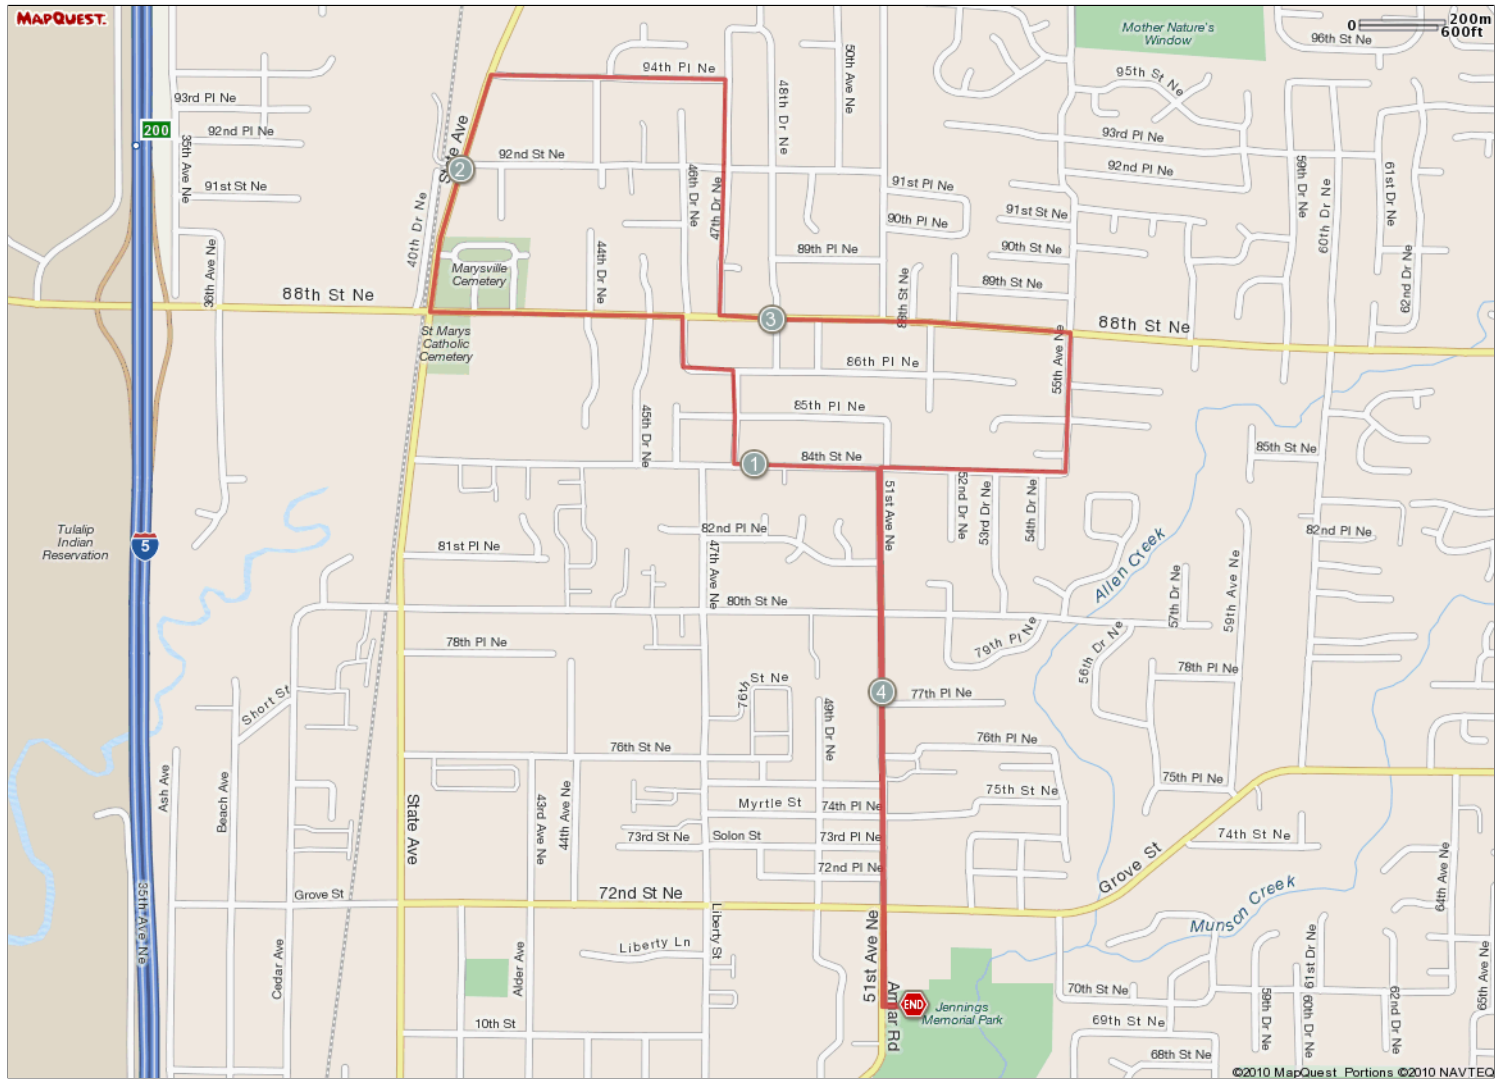 MAPQUEST.
200m
0
600ft
Mother Nature's
Window
96th St Ne
94th Pl Ne
50th Ave Ne
48th Dr Ne
95th St Ne
93rd Pl Ne
200
92nd Pl Ne
35th Ave Ne
State Ave
93rd Pl Ne
92nd St Ne
2
92nd Pl Ne
59th Dr Ne
61st Dr Ne
91st St Ne
46th Dr Ne
47th Dr Ne
91st Pl Ne
60th Dr Ne
40th Dr Ne
90th Pl Ne
91st St Ne
36th Ave Ne
44th Dr Ne
89th Pl Ne
90th St Ne
62nd Dr Ne
Marysville
Cemetery
88th St Ne
89th St Ne
88th St Ne
3
88th St Ne
St Marys
Catholic
Cemetery
86th Pl Ne
55th Ave Ne
85th Pl Ne
45th Dr Ne
1
84th St Ne
85th St Ne
51st Ave Ne
52nd Dr Ne
53rd Dr Ne
54th Dr Ne
Tulalip
Indian
Reservation
5
81st Pl Ne
82nd Pl Ne
47th Ave Ne
82nd Pl Ne
Allen Creek
80th St Ne
57th Dr Ne
59th Ave Ne
78th Pl Ne
79th Pl Ne
56th Dr Ne
78th Pl Ne
Short St
76th
St Ne
4
77th Pl Ne
49th Dr Ne
76th St Ne
76th Pl Ne
75th Pl Ne
Ash Ave
Beach Ave
State Ave
43rd Ave Ne
44th Ave Ne
75th St Ne
Myrtle St
74th Pl Ne
73rd St Ne
Solon St
73rd Pl Ne
74th St Ne
72nd Pl Ne
Grove St
64th Ave Ne
Grove St
72nd St Ne
35th Ave Ne
Liberty St
51st Ave Ne
Munson Creek
Liberty Ln
Cedar Ave
Alder Ave
61st Dr Ne
65th Ave Ne
70th St Ne
END
Armar Rd
Jennings
Memorial Park
59th Dr Ne
60th Dr Ne
62nd Dr Ne
10th St
69th St Ne
68th St Ne
©2010 MapQuest Portions ©2010 NAVTEQ